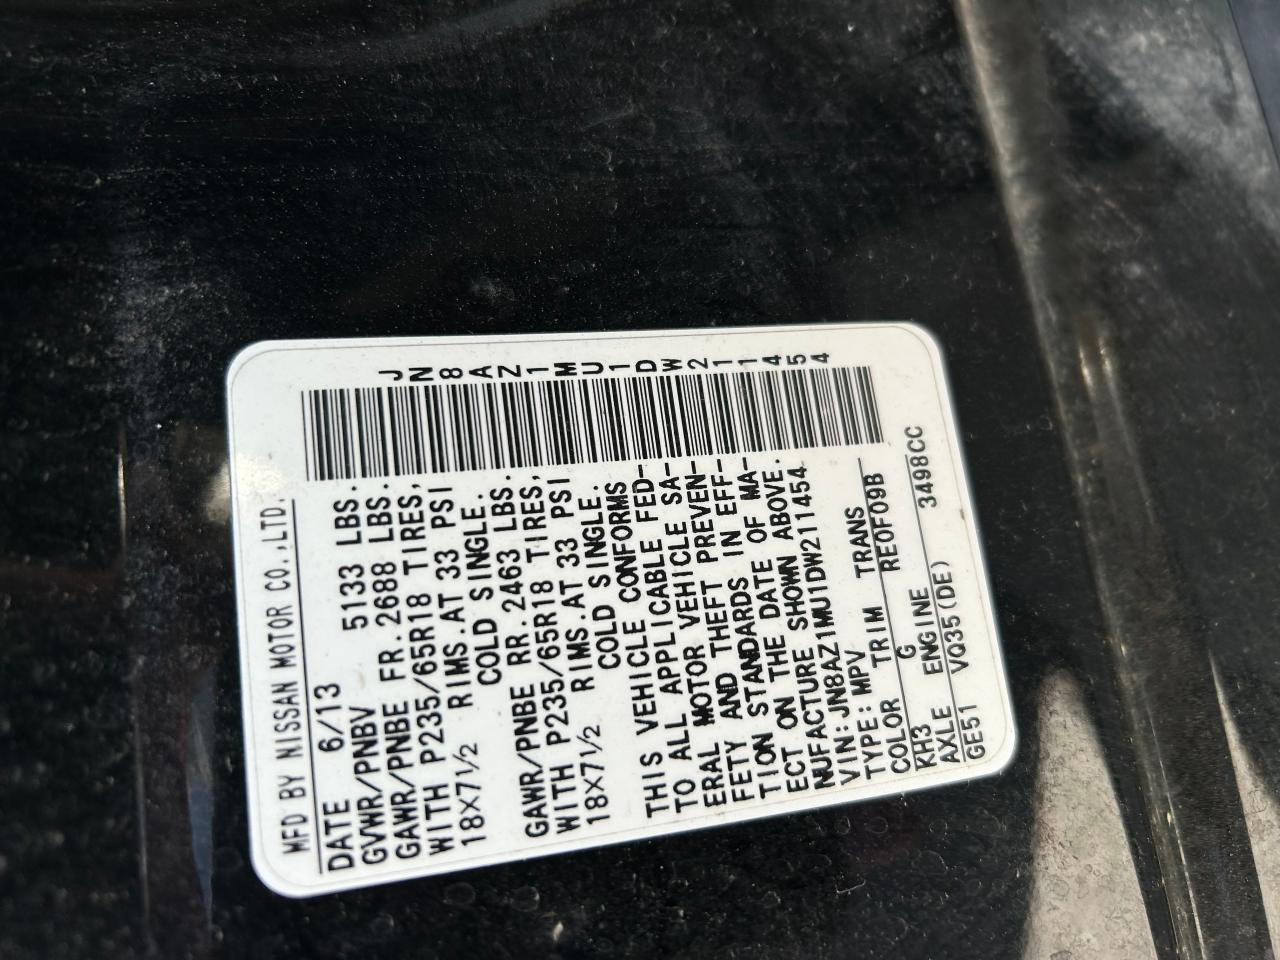 MFD BY NISSAN MOTOR CO.,LTD.
DATE 6/13
GVWR/PNBV 5133 LBS.
GAWR/PNBE FR. 2688 LBS.
WITH P235/65R18 TIRES,
18×7½ RIMS.AT 33 PSI
COLD SINGLE.
GAWR/PNBE RR. 2463 LBS.
WITH P235/65R18 TIRES,
18×7½ RIMS.AT 33 PSI
COLD SINGLE.
THIS VEHICLE CONFORMS
TO ALL APPLICABLE FED-
ERAL MOTOR VEHICLE SA-
FETY AND THEFT PREVEN-
TION STANDARDS IN EFF-
ECT ON THE DATE OF MA-
NUFACTURE SHOWN ABOVE.
VIN:JN8AZ1MU1DW211454
TYPE:MPV
COLOR TRIM TRANS
KH3 G RE0F09B
AXLE ENGINE
GE51 VQ35(DE) 3498CC
JN8AZ1MU1DW211454